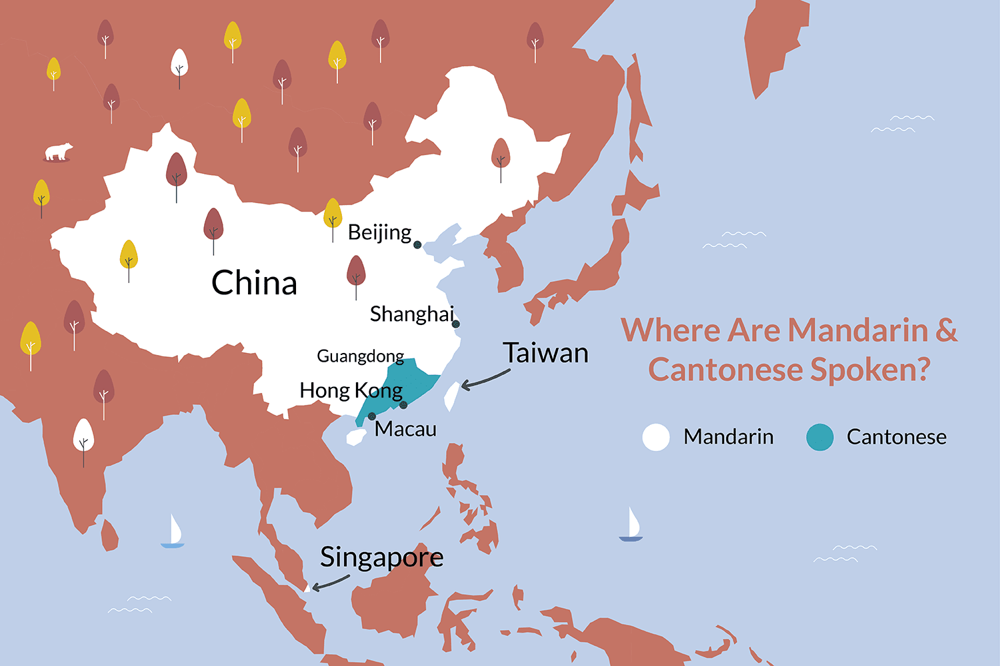 Beijing
China
Shanghai
Guangdong
Taiwan
Hong Kong
Macau
Singapore
Where Are Mandarin &
Cantonese Spoken?
Mandarin
Cantonese